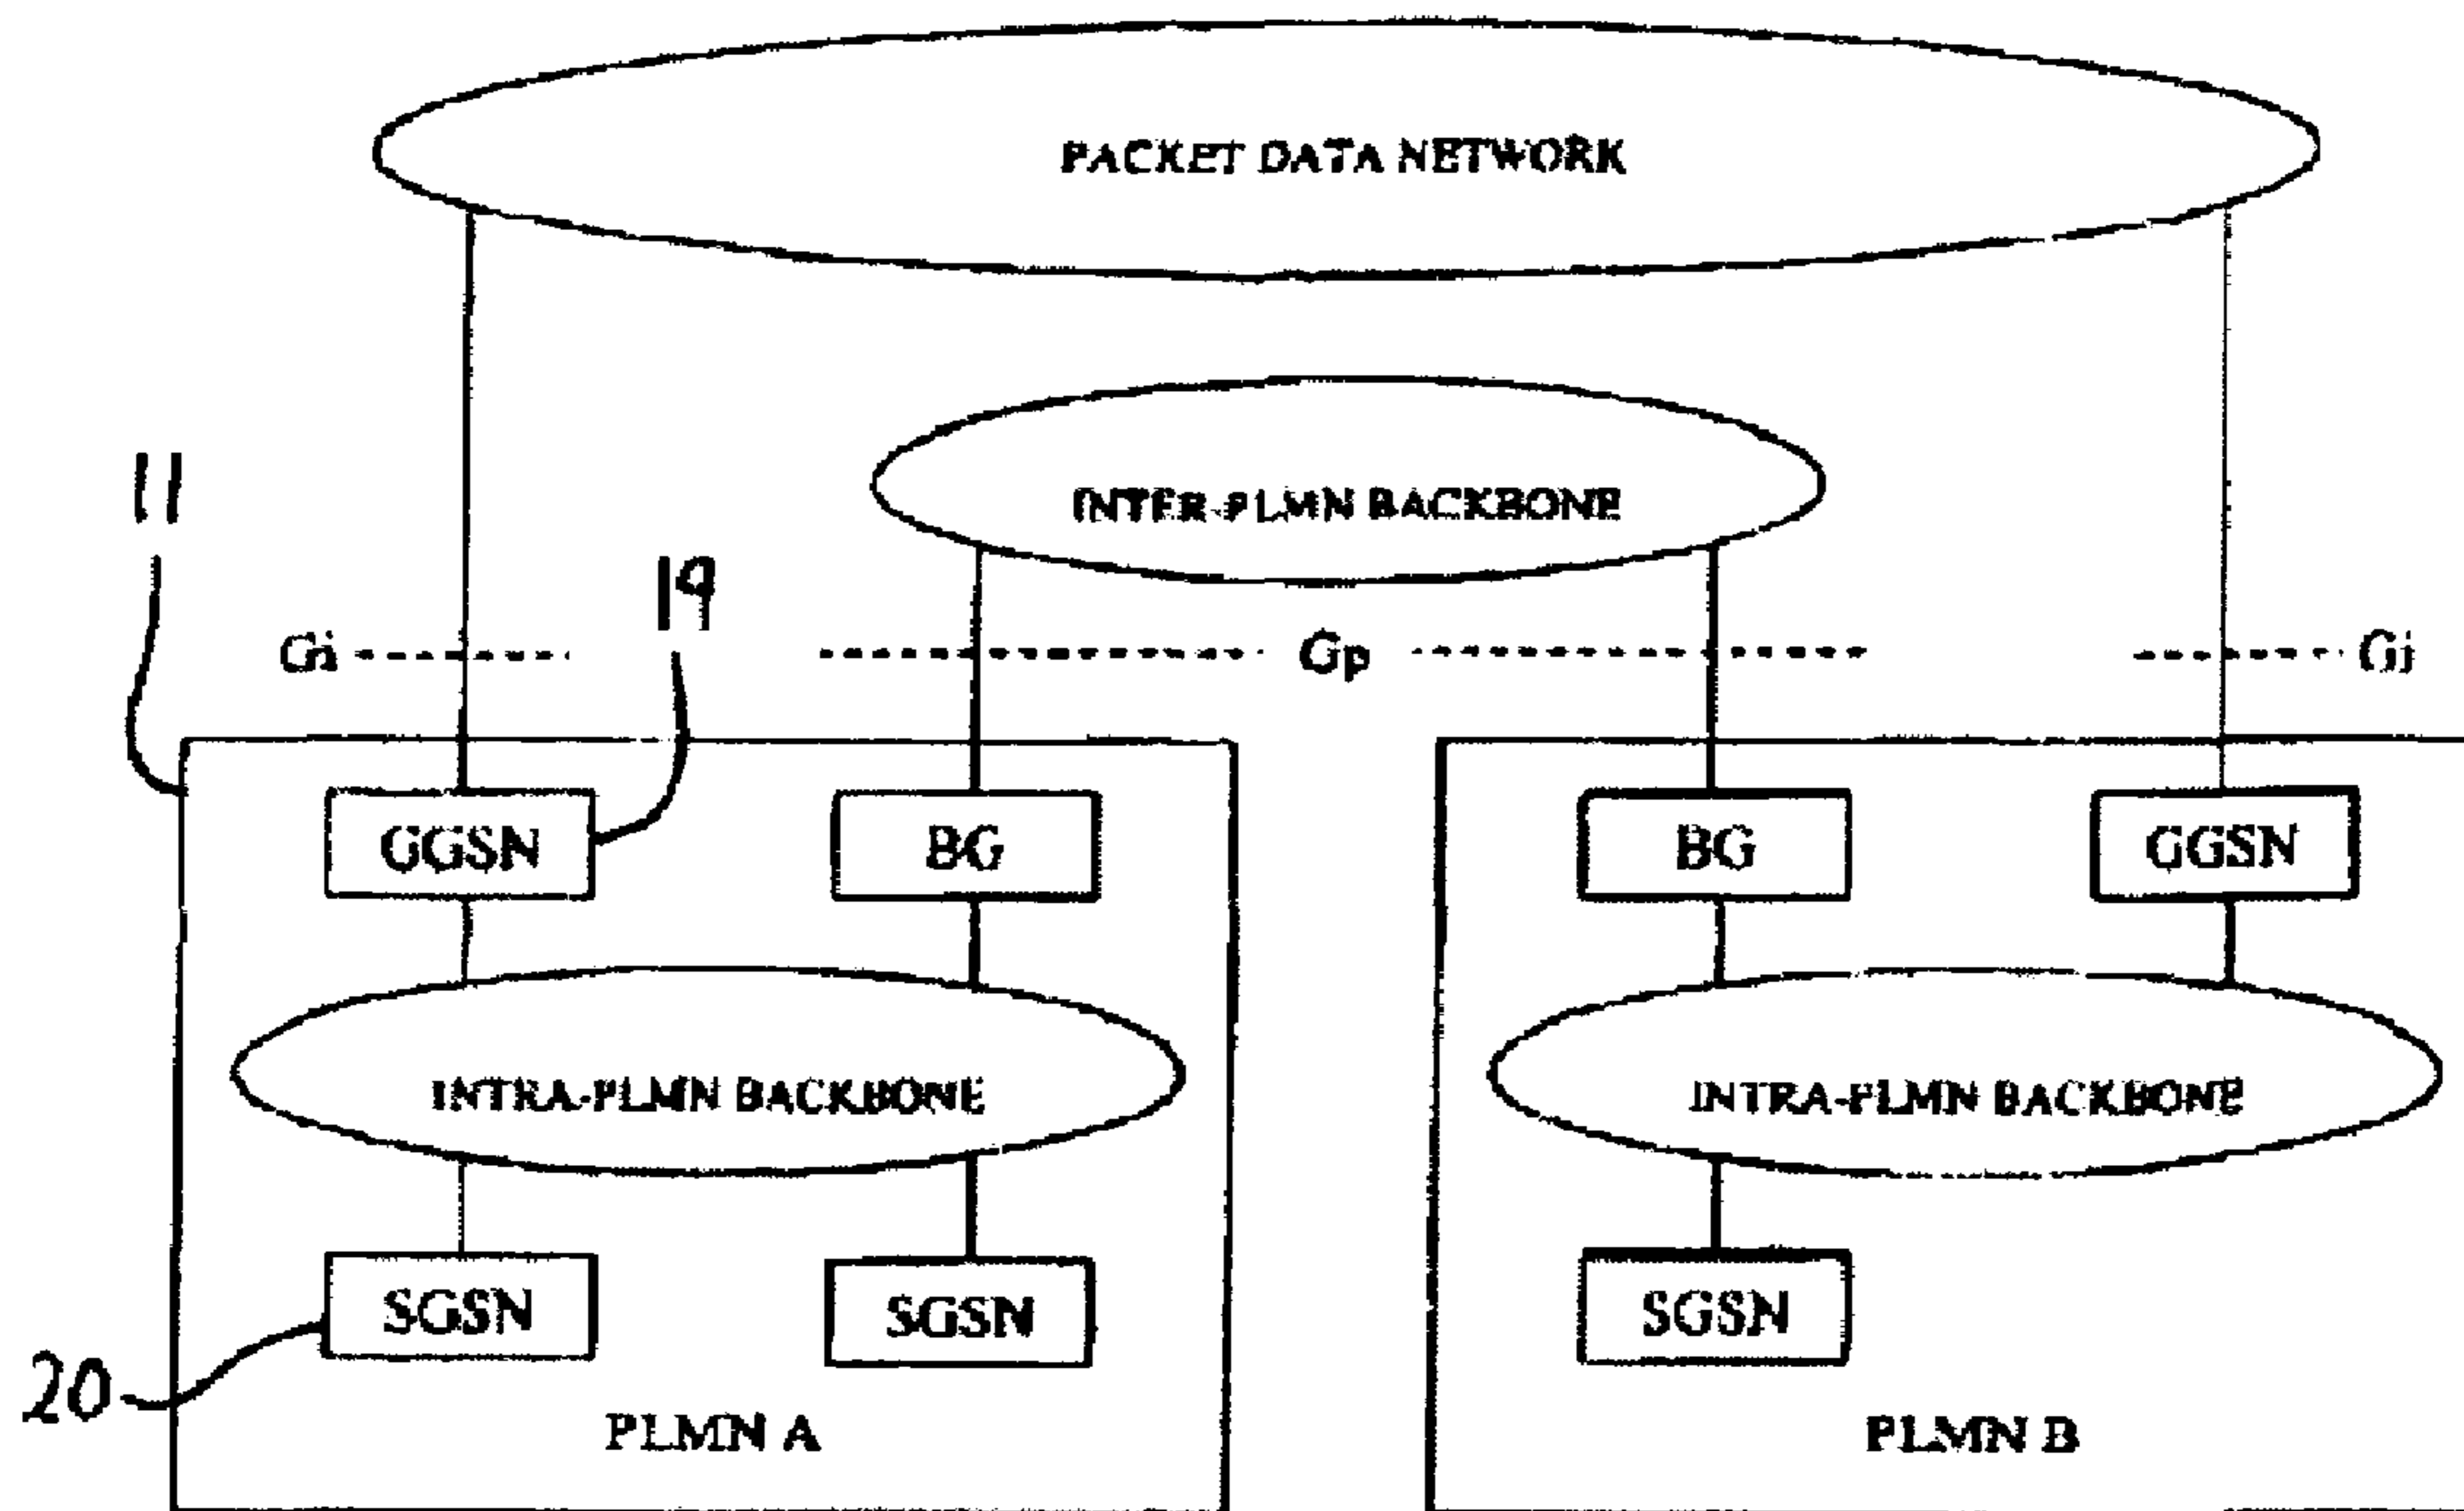 PACKET DATA NETWORK
INTER-PLMN BACKBONE
11
19
Gi
Gp
Gi
GGSN
BG
BG
GGSN
INTRA-PLMN BACKBONE
INTRA-PLMN BACKBONE
SGSN
SGSN
SGSN
20
PLMN A
PLMN B